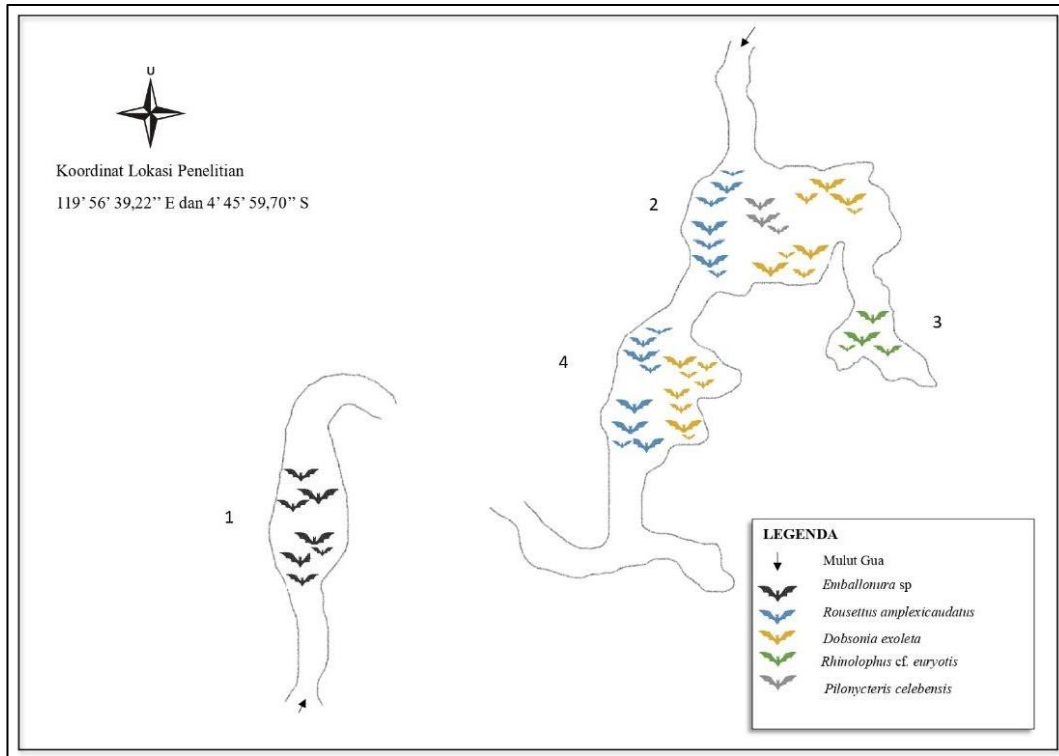 U
Koordinat Lokasi Penelitian
119’ 56’ 39,22’’ E dan 4’ 45’ 59,70’’ S
2
3
4
1
LEGENDA
Mulut Gua
Emballonura sp
Rousettus amplexicaudatus
Dobsonia exoleta
Rhinolophus cf. euryotis
Pilonycteris celebensis